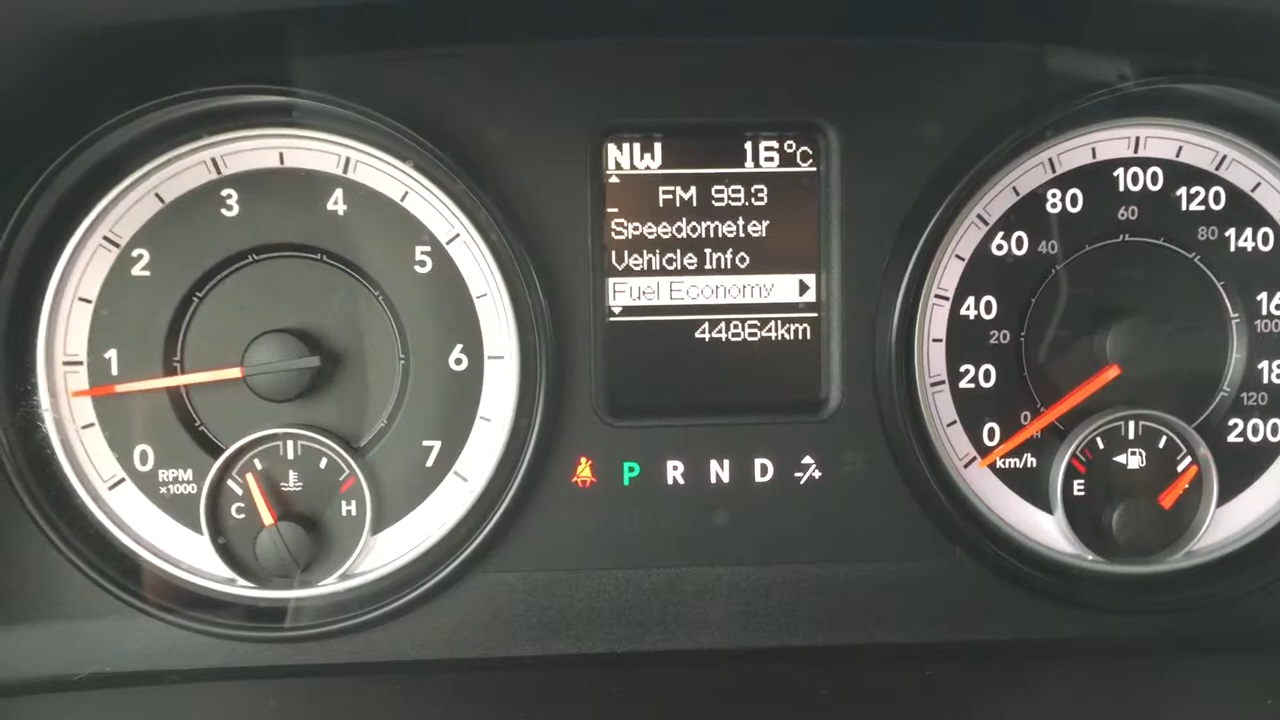 0 1 2 3 4 5 6 7
RPM
x1000
C H
NW 16°C
FM 99.3
Speedometer
Vehicle Info
Fuel Economy
44864km
P R N D -/+
0 20 40 60 80 100 120 140
200
0 20 40 60 80 100 120
km/h
E